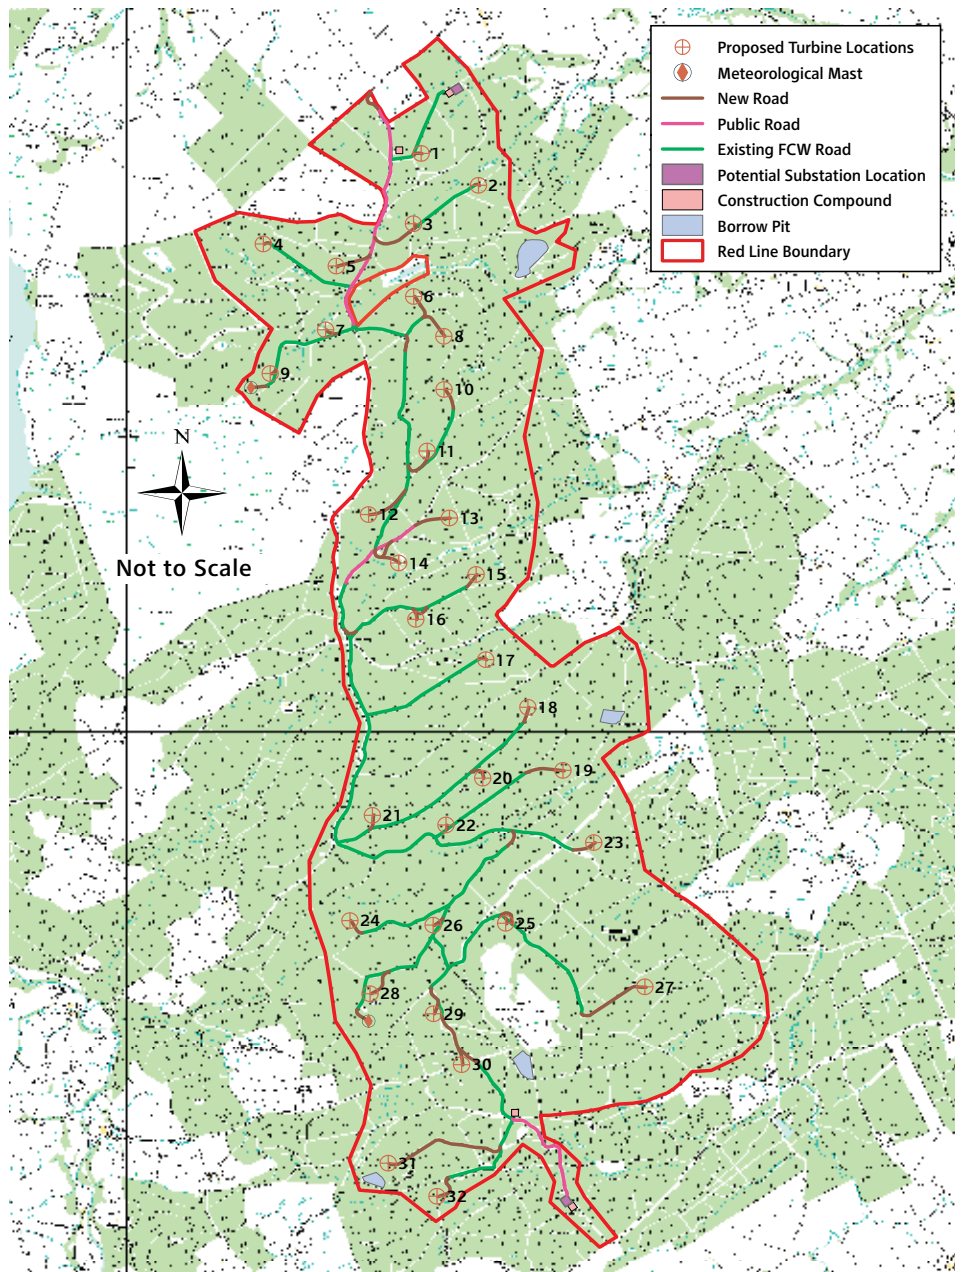 Proposed Turbine Locations
Meteorological Mast
New Road
Public Road
Existing FCW Road
Potential Substation Location
Construction Compound
Borrow Pit
Red Line Boundary
1
2
3
4
5
6
7
8
9
10
11
N
12
13
14
Not to Scale
15
16
17
18
19
20
21
22
23
24
25
26
27
28
29
30
31
32